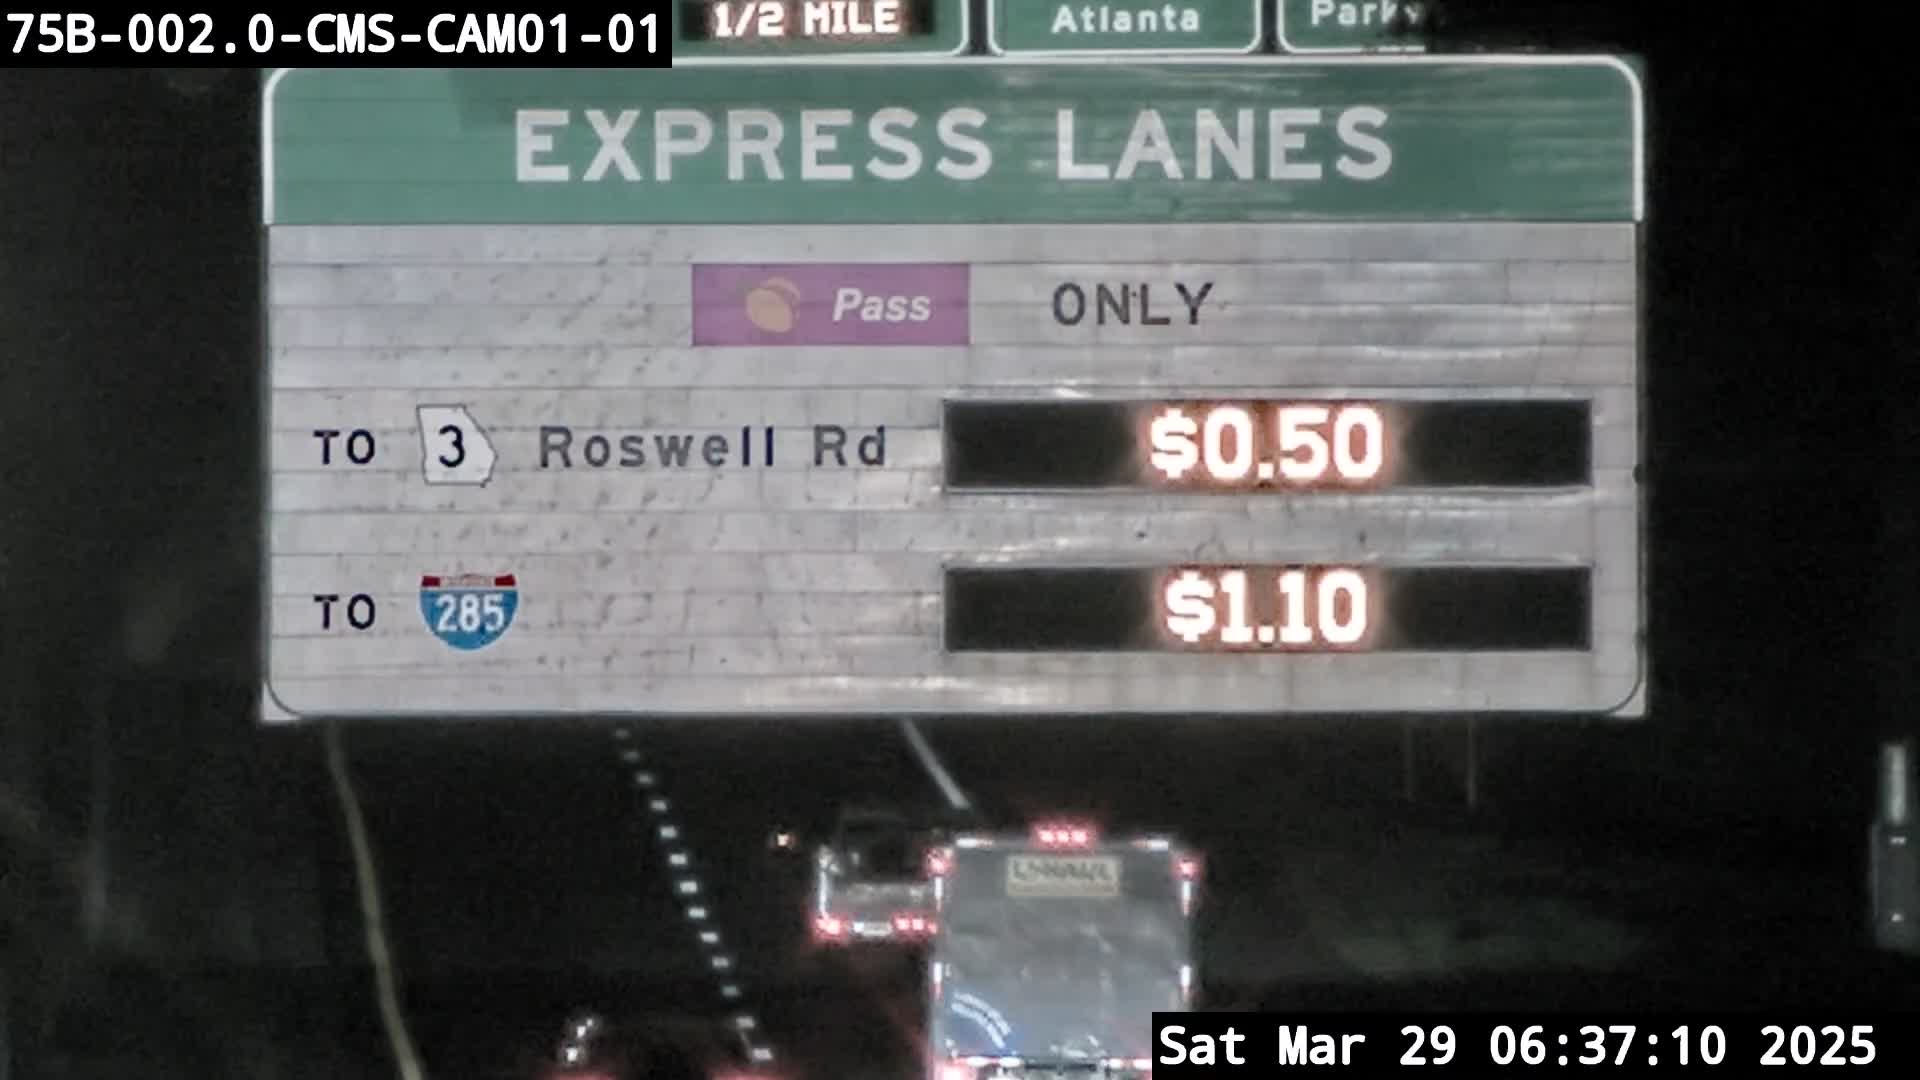 75B-002.0-CMS-CAM01-01
1/2 MILE
Atlanta
Parkv
EXPRESS LANES
Pass ONLY
TO 3 Roswell Rd $0.50
TO 285 $1.10
Sat Mar 29 06:37:10 2025